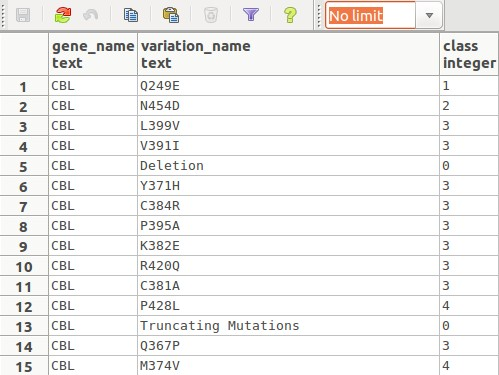 No limit
gene_name variation_name class
text text integer
1 CBL Q249E 1
2 CBL N454D 2
3 CBL L399V 3
4 CBL V391I 3
5 CBL Deletion 0
6 CBL Y371H 3
7 CBL C384R 3
8 CBL P395A 3
9 CBL K382E 3
10 CBL R420Q 3
11 CBL C381A 3
12 CBL P428L 4
13 CBL Truncating Mutations 0
14 CBL Q367P 3
15 CBL M374V 4